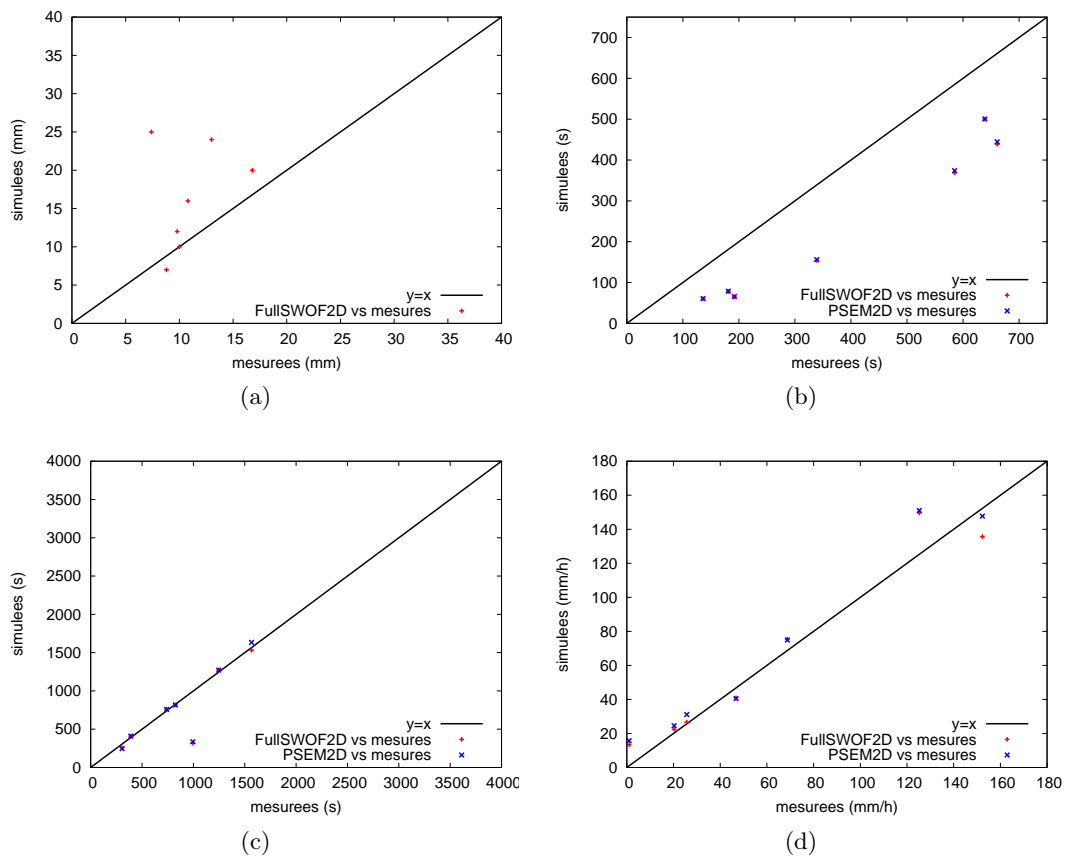 40
35
30
25
20
15
10
5
0
simulees (mm)
0 5 10 15 20 25 30 35 40
mesurees (mm)
y=x
FullSWOF2D vs mesures
(a)
700
600
500
400
300
200
100
0
simulees (s)
0 100 200 300 400 500 600 700
mesurees (s)
y=x
FullSWOF2D vs mesures
PSEM2D vs mesures
(b)
4000
3500
3000
2500
2000
1500
1000
500
0
simulees (s)
0 500 1000 1500 2000 2500 3000 3500 4000
mesurees (s)
y=x
FullSWOF2D vs mesures
PSEM2D vs mesures
(c)
180
160
140
120
100
80
60
40
20
0
simulees (mm/h)
0 20 40 60 80 100 120 140 160 180
mesurees (mm/h)
y=x
FullSWOF2D vs mesures
PSEM2D vs mesures
(d)